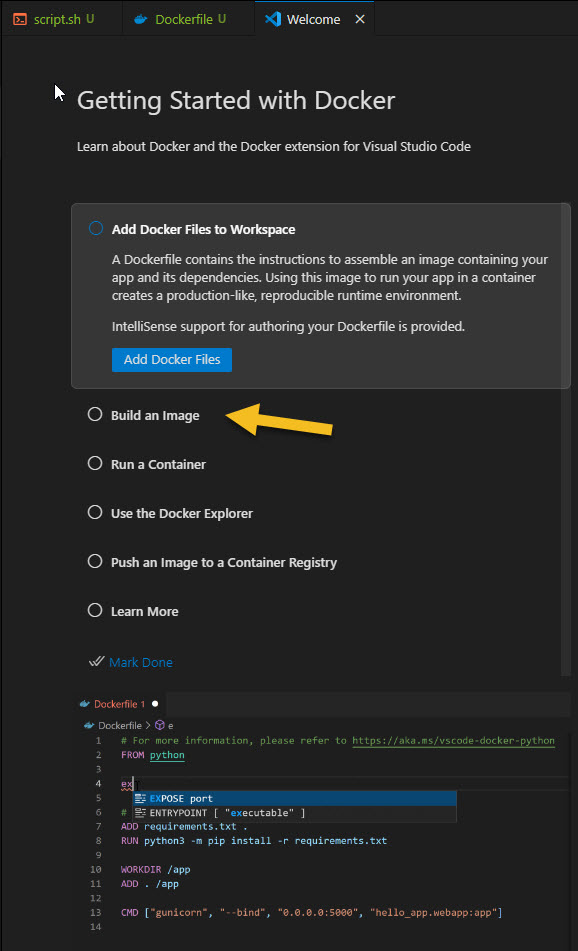 script.sh U Dockerfile U Welcome
Getting Started with Docker
Learn about Docker and the Docker extension for Visual Studio Code
Add Docker Files to Workspace
A Dockerfile contains the instructions to assemble an image containing your
app and its dependencies. Using this image to run your app in a container
creates a production-like, reproducible runtime environment.
IntelliSense support for authoring your Dockerfile is provided.
Add Docker Files
Build an Image
Run a Container
Use the Docker Explorer
Push an Image to a Container Registry
Learn More
Mark Done
Dockerfile 1
Dockerfile > e
1 # For more information, please refer to https://aka.ms/vscode-docker-python
2 FROM python
3
4 ex
5 EXPOSE port
6 # ENTRYPOINT [ "executable" ]
7 ADD requirements.txt .
8 RUN python3 -m pip install -r requirements.txt
9
10 WORKDIR /app
11 ADD . /app
12
13 CMD ["gunicorn", "--bind", "0.0.0.0:5000", "hello_app.webapp:app"]
14